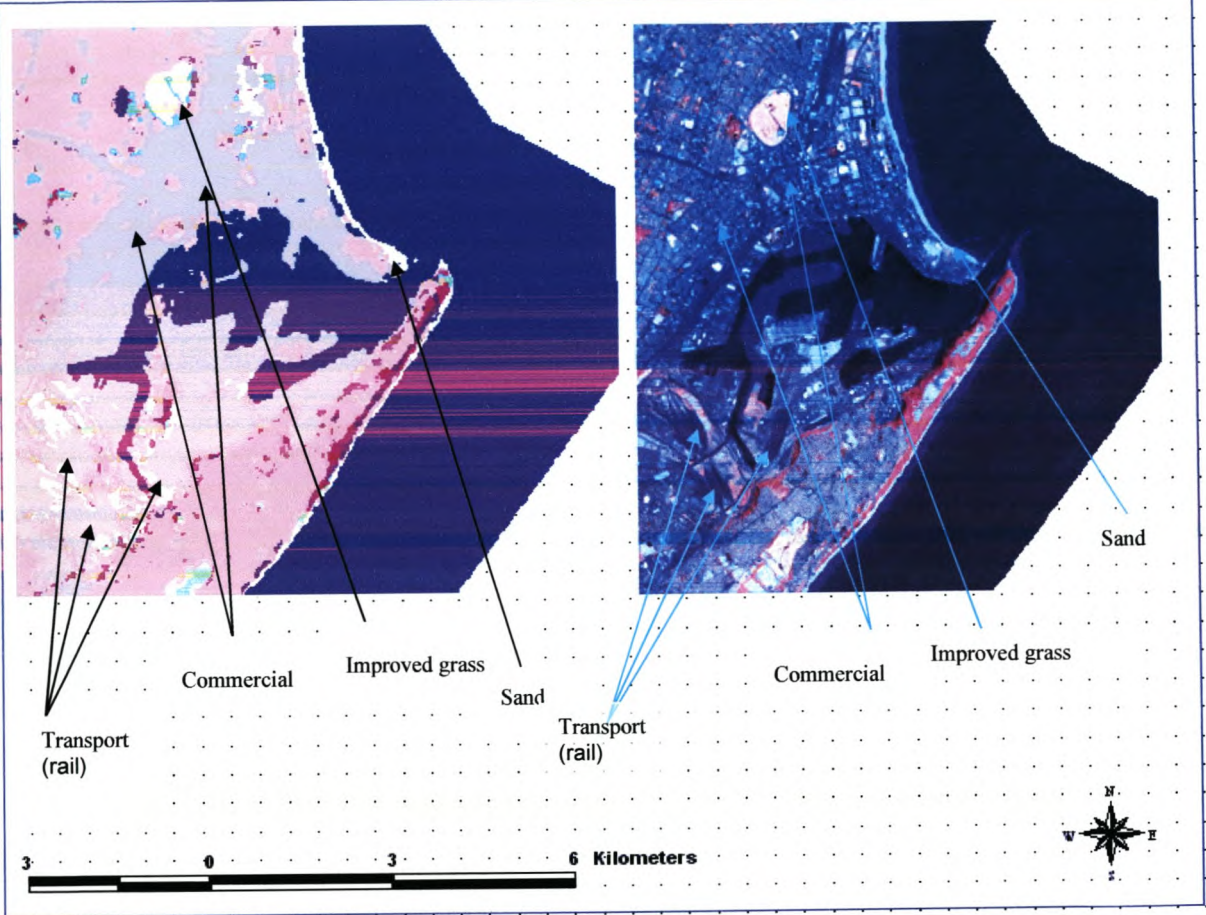 Sand
Commercial
Improved grass
Sand
Transport
(rail)
Commercial
Improved grass
Transport
(rail)
N
W E
S
3 0 3 6 Kilometers